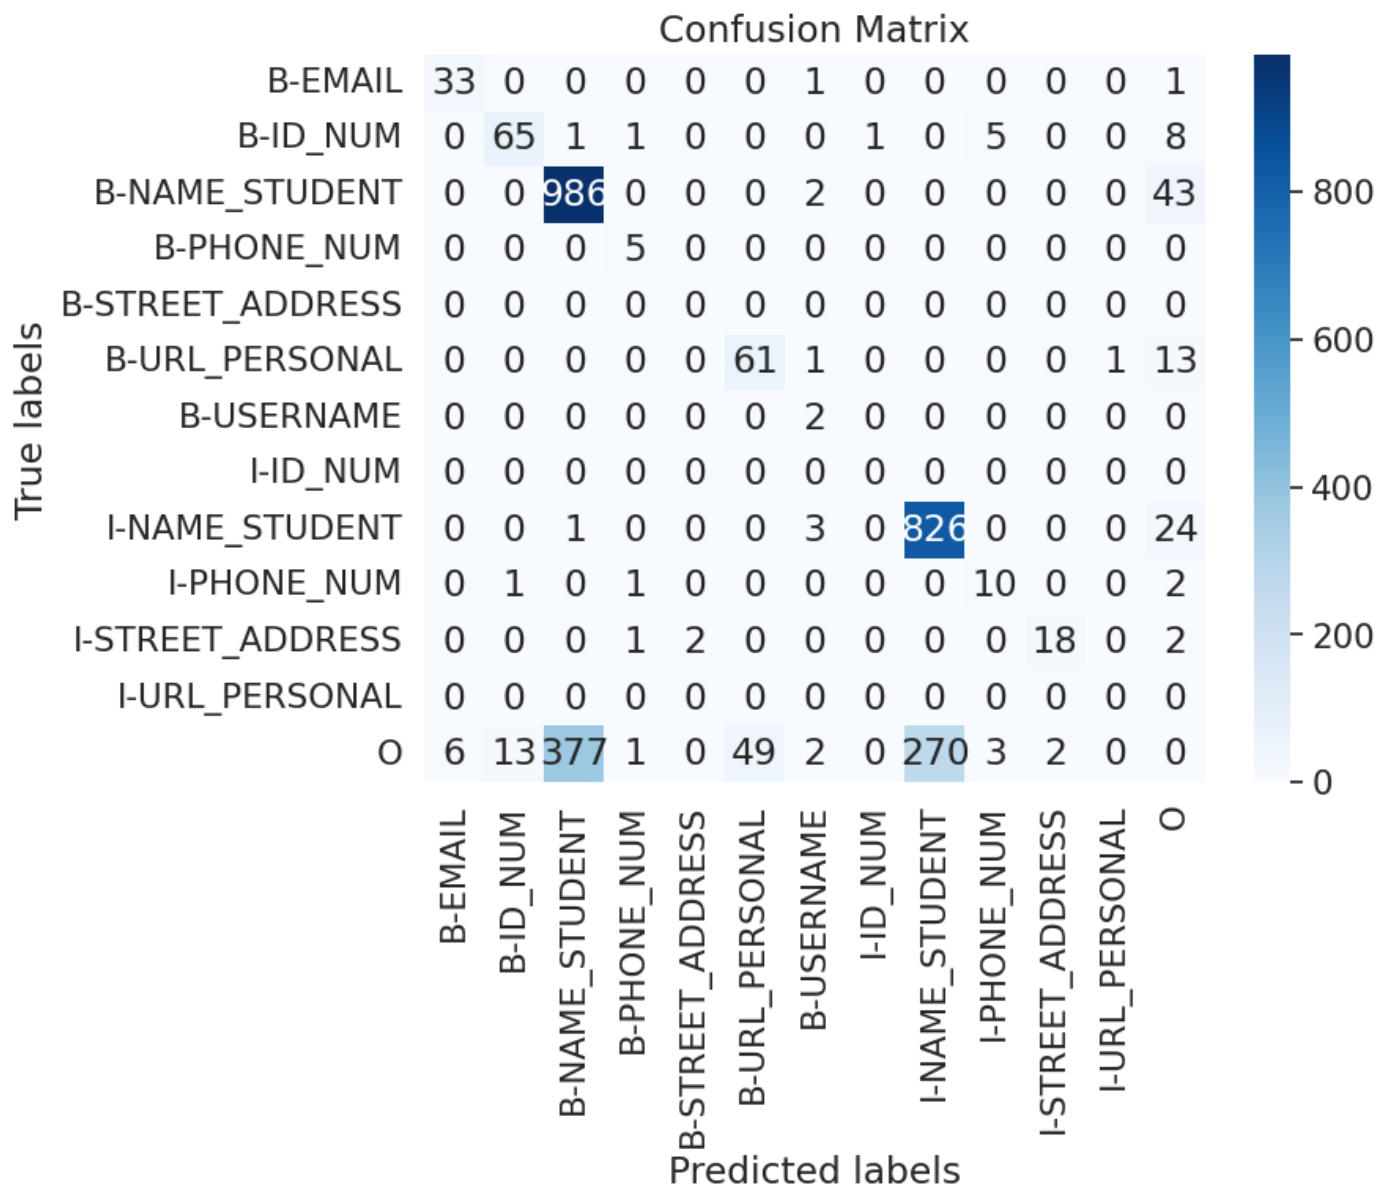 Confusion Matrix
True labels
B-EMAIL 33 0 0 0 0 0 1 0 0 0 0 0 1
B-ID_NUM 0 65 1 1 0 0 0 1 0 5 0 0 8
B-NAME_STUDENT 0 0 986 0 0 0 2 0 0 0 0 0 43
B-PHONE_NUM 0 0 0 5 0 0 0 0 0 0 0 0 0
B-STREET_ADDRESS 0 0 0 0 0 0 0 0 0 0 0 0 0
B-URL_PERSONAL 0 0 0 0 0 61 1 0 0 0 0 1 13
B-USERNAME 0 0 0 0 0 0 2 0 0 0 0 0 0
I-ID_NUM 0 0 0 0 0 0 0 0 0 0 0 0 0
I-NAME_STUDENT 0 0 1 0 0 0 3 0 826 0 0 0 24
I-PHONE_NUM 0 1 0 1 0 0 0 0 0 10 0 0 2
I-STREET_ADDRESS 0 0 0 1 2 0 0 0 0 0 18 0 2
I-URL_PERSONAL 0 0 0 0 0 0 0 0 0 0 0 0 0
O 6 13 377 1 0 49 2 0 270 3 2 0 0
B-EMAIL
B-ID_NUM
B-NAME_STUDENT
B-PHONE_NUM
B-STREET_ADDRESS
B-URL_PERSONAL
B-USERNAME
I-ID_NUM
I-NAME_STUDENT
I-PHONE_NUM
I-STREET_ADDRESS
I-URL_PERSONAL
O
Predicted labels
800
600
400
200
0